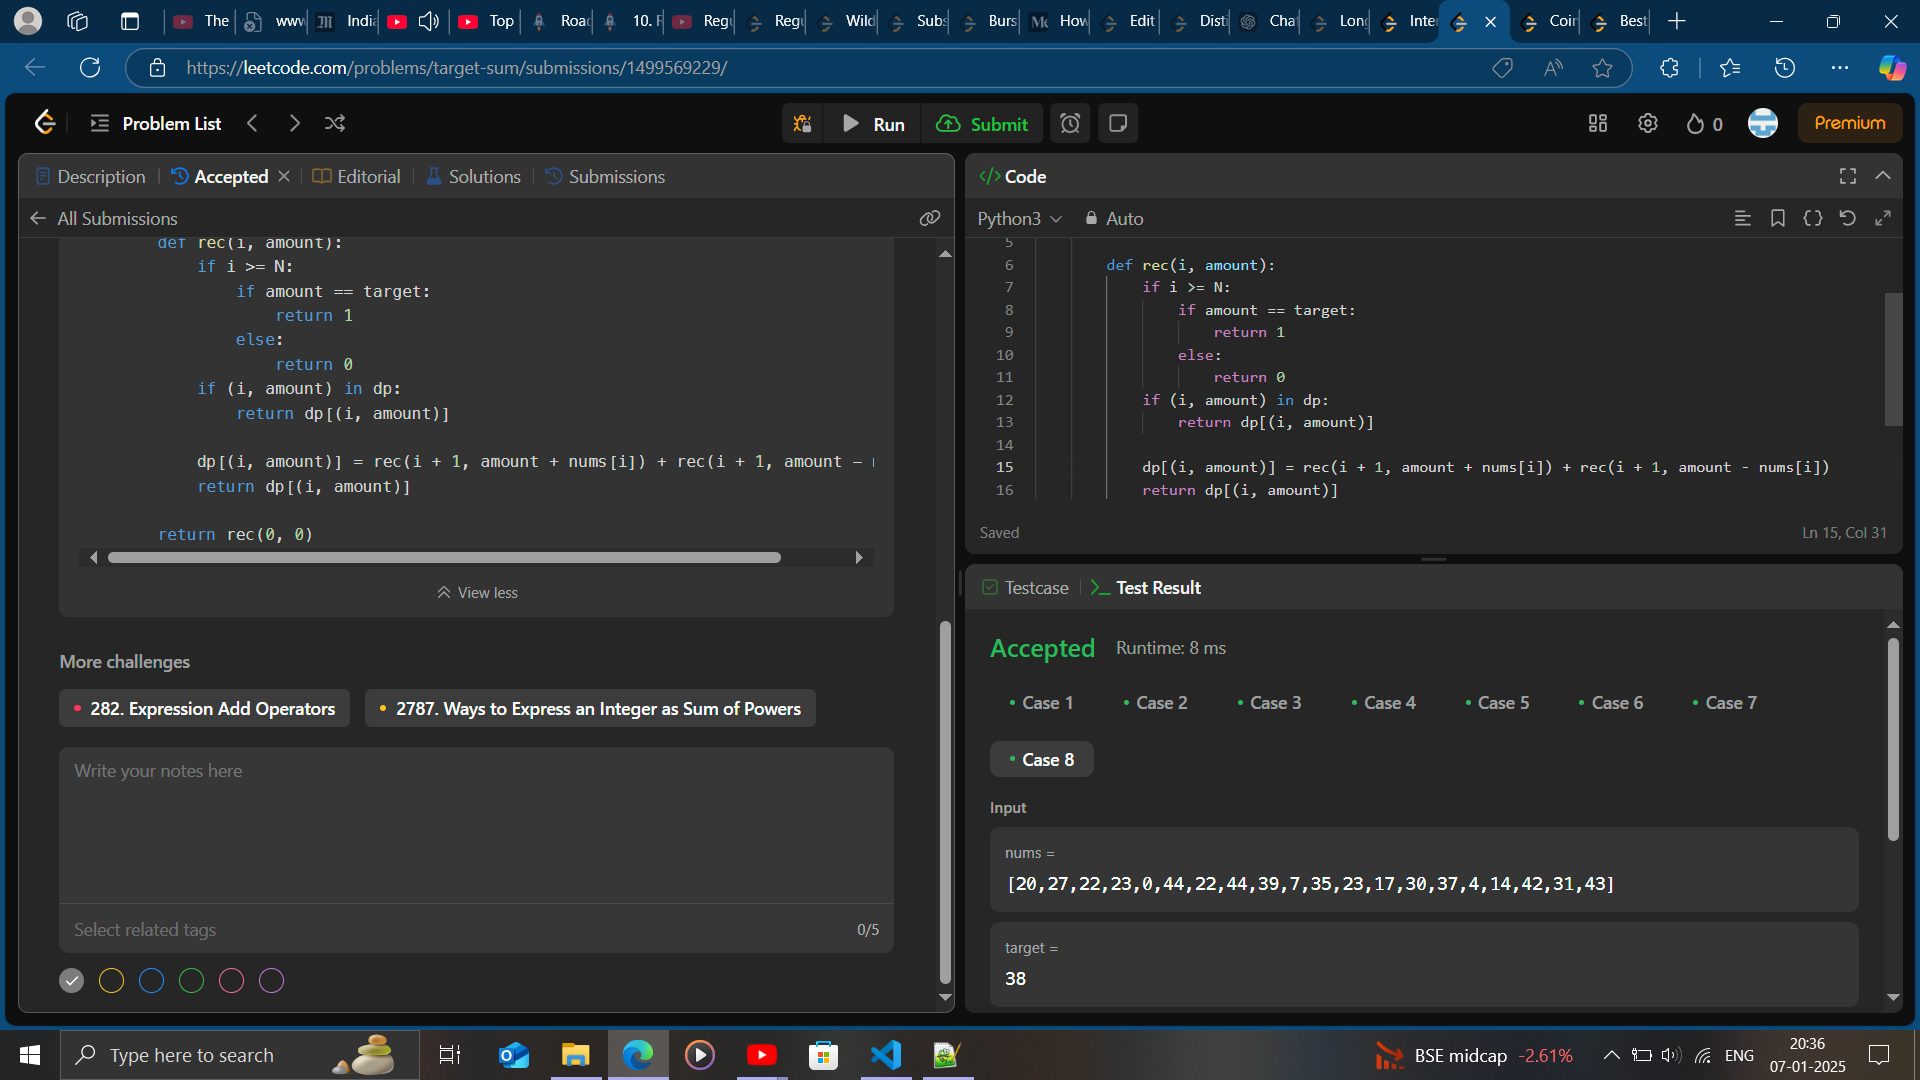 The
www
India
Top
Road
10. R
Regu
Regu
Wild
Subs
Burs
How
Edit
Disti
Chat
Long
Inter
Coin
Best
https://leetcode.com/problems/target-sum/submissions/1499569229/
Problem List
Run
Submit
0
Premium
Description
Accepted
Editorial
Solutions
Submissions
All Submissions
def rec(i, amount):
if i >= N:
if amount == target:
return 1
else:
return 0
if (i, amount) in dp:
return dp[(i, amount)]
dp[(i, amount)] = rec(i + 1, amount + nums[i]) + rec(i + 1, amount -
return dp[(i, amount)]
return rec(0, 0)
View less
More challenges
282. Expression Add Operators
2787. Ways to Express an Integer as Sum of Powers
Write your notes here
Select related tags
0/5
</> Code
Python3
Auto
5
6 def rec(i, amount):
7 if i >= N:
8 if amount == target:
9 return 1
10 else:
11 return 0
12 if (i, amount) in dp:
13 return dp[(i, amount)]
14
15 dp[(i, amount)] = rec(i + 1, amount + nums[i]) + rec(i + 1, amount - nums[i])
16 return dp[(i, amount)]
Saved
Ln 15, Col 31
Testcase
Test Result
Accepted
Runtime: 8 ms
Case 1
Case 2
Case 3
Case 4
Case 5
Case 6
Case 7
Case 8
Input
nums =
[20,27,22,23,0,44,22,44,39,7,35,23,17,30,37,4,14,42,31,43]
target =
38
Type here to search
BSE midcap -2.61%
ENG
20:36
07-01-2025